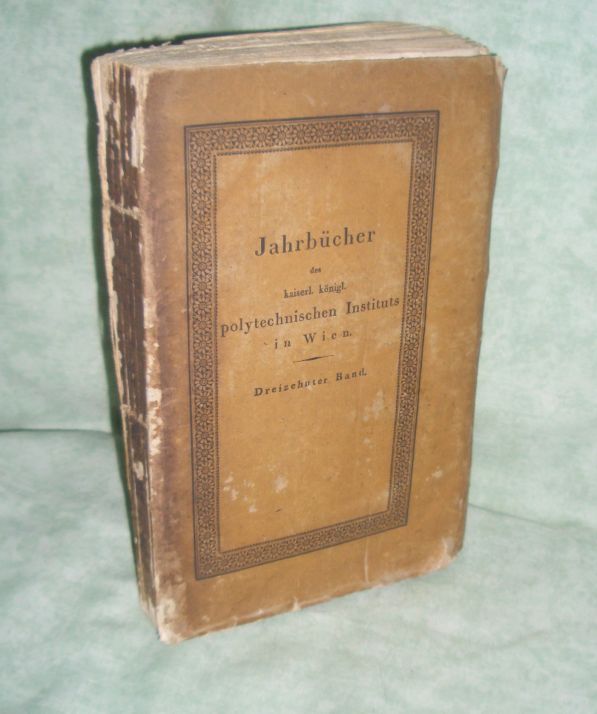 Jahrbücher
des
kaiserl. königl.
polytechnischen Instituts
in Wien.
Dreizehnter Band.